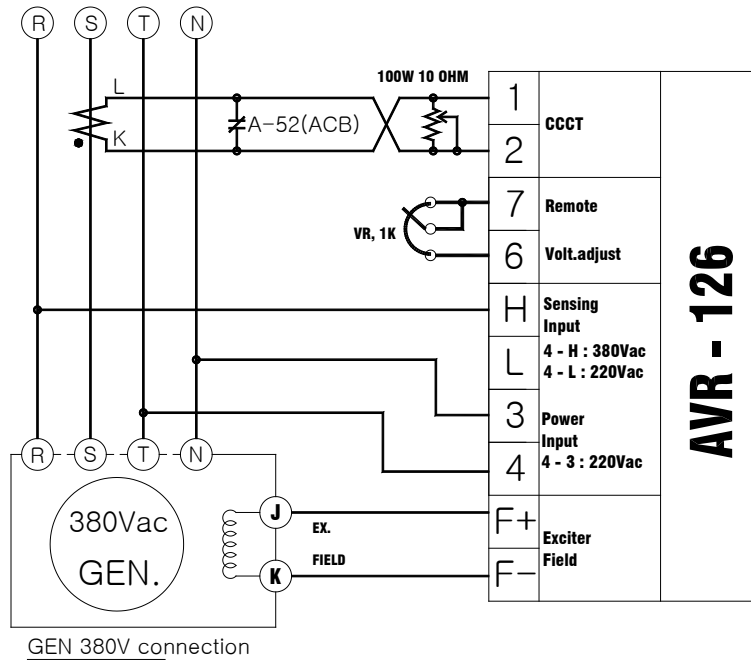 R S T N
100W 10 OHM
L
K
A-52(ACB)
1
2
CCCT
VR, 1K
7
6
Remote
Volt.adjust
H
L
Sensing
Input
4 - H : 380Vac
4 - L : 220Vac
3
4
Power
Input
4 - 3 : 220Vac
F+
F-
Exciter
Field
AVR - 126
R S T N
380Vac
GEN.
J
K
EX.
FIELD
GEN 380V connection